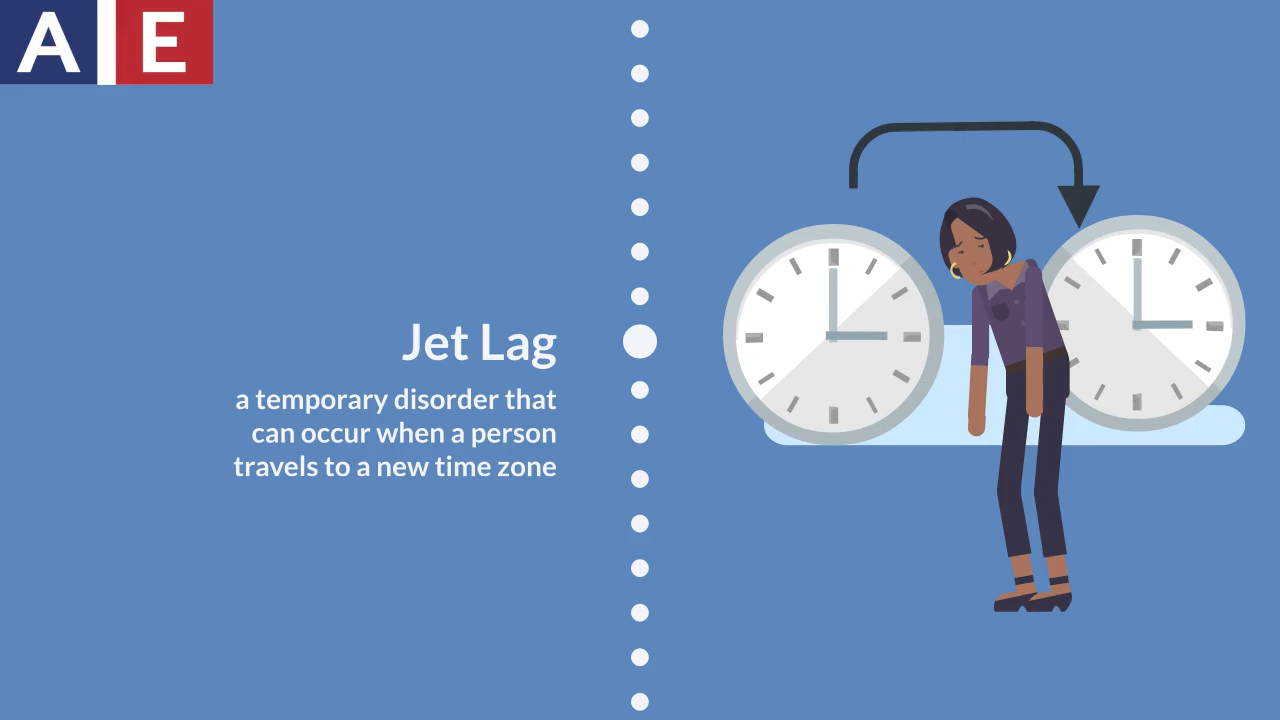 A E
Jet Lag
a temporary disorder that
can occur when a person
travels to a new time zone